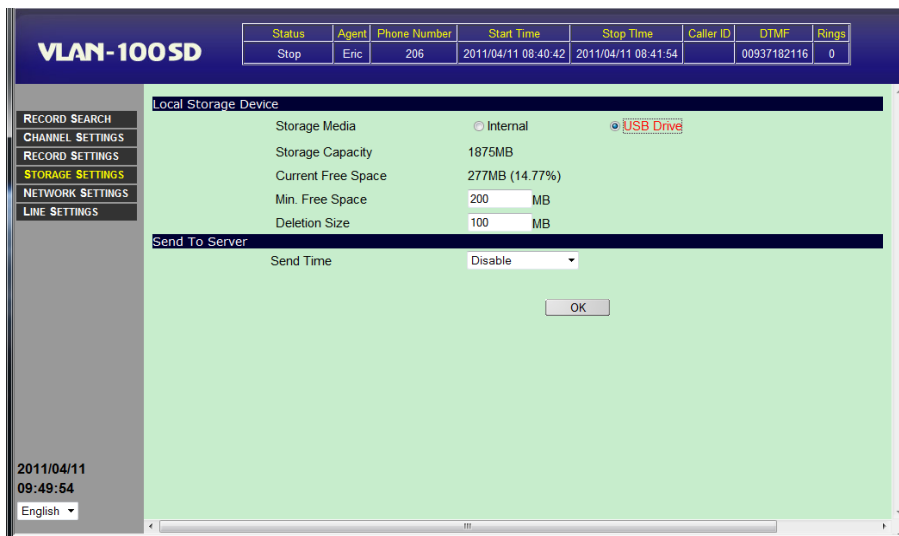 VLAN-100SD
Status Agent Phone Number Start Time Stop TIme Caller ID DTMF Rings
Stop Eric 206 2011/04/11 08:40:42 2011/04/11 08:41:54 00937182116 0
RECORD SEARCH
CHANNEL SETTINGS
RECORD SETTINGS
STORAGE SETTINGS
NETWORK SETTINGS
LINE SETTINGS
Local Storage Device
Storage Media Internal USB Drive
Storage Capacity 1875MB
Current Free Space 277MB (14.77%)
Min. Free Space 200 MB
Deletion Size 100 MB
Send To Server
Send Time Disable
OK
2011/04/11
09:49:54
English